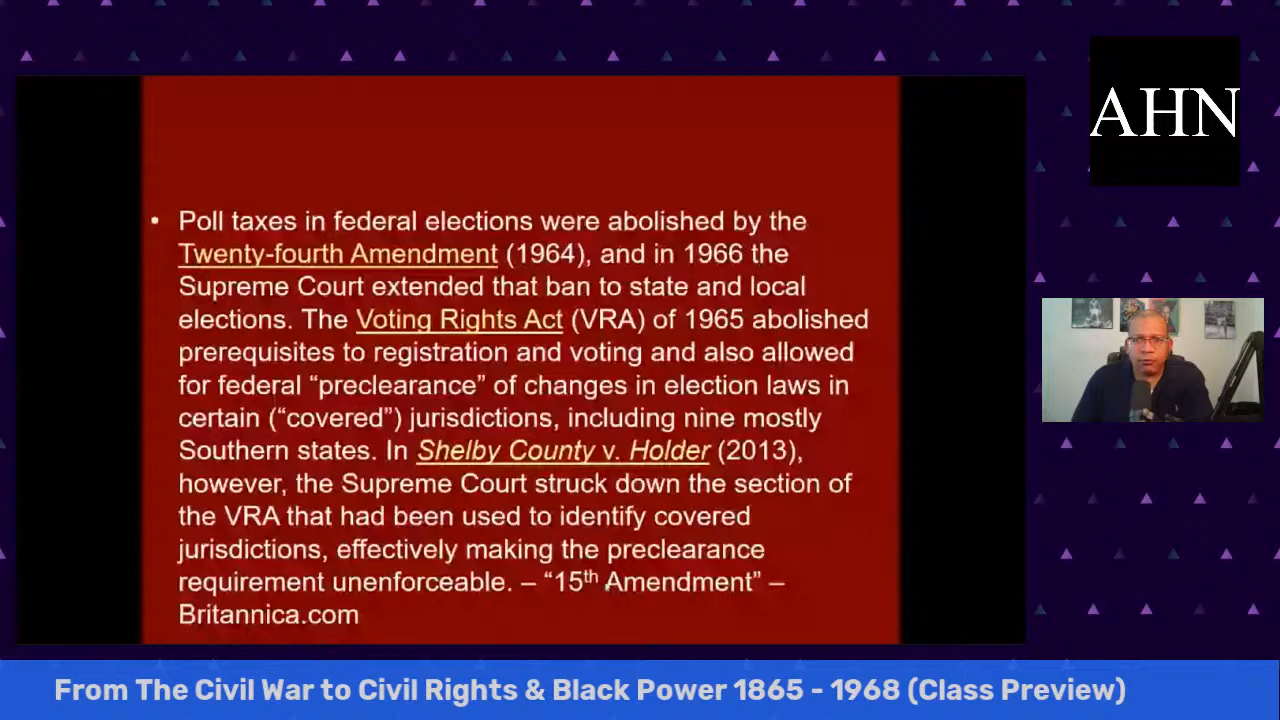 AHN
• Poll taxes in federal elections were abolished by the
Twenty-fourth Amendment (1964), and in 1966 the
Supreme Court extended that ban to state and local
elections. The Voting Rights Act (VRA) of 1965 abolished
prerequisites to registration and voting and also allowed
for federal “preclearance” of changes in election laws in
certain (“covered”) jurisdictions, including nine mostly
Southern states. In Shelby County v. Holder (2013),
however, the Supreme Court struck down the section of
the VRA that had been used to identify covered
jurisdictions, effectively making the preclearance
requirement unenforceable. – “15th Amendment” –
Britannica.com
From The Civil War to Civil Rights & Black Power 1865 - 1968 (Class Preview)